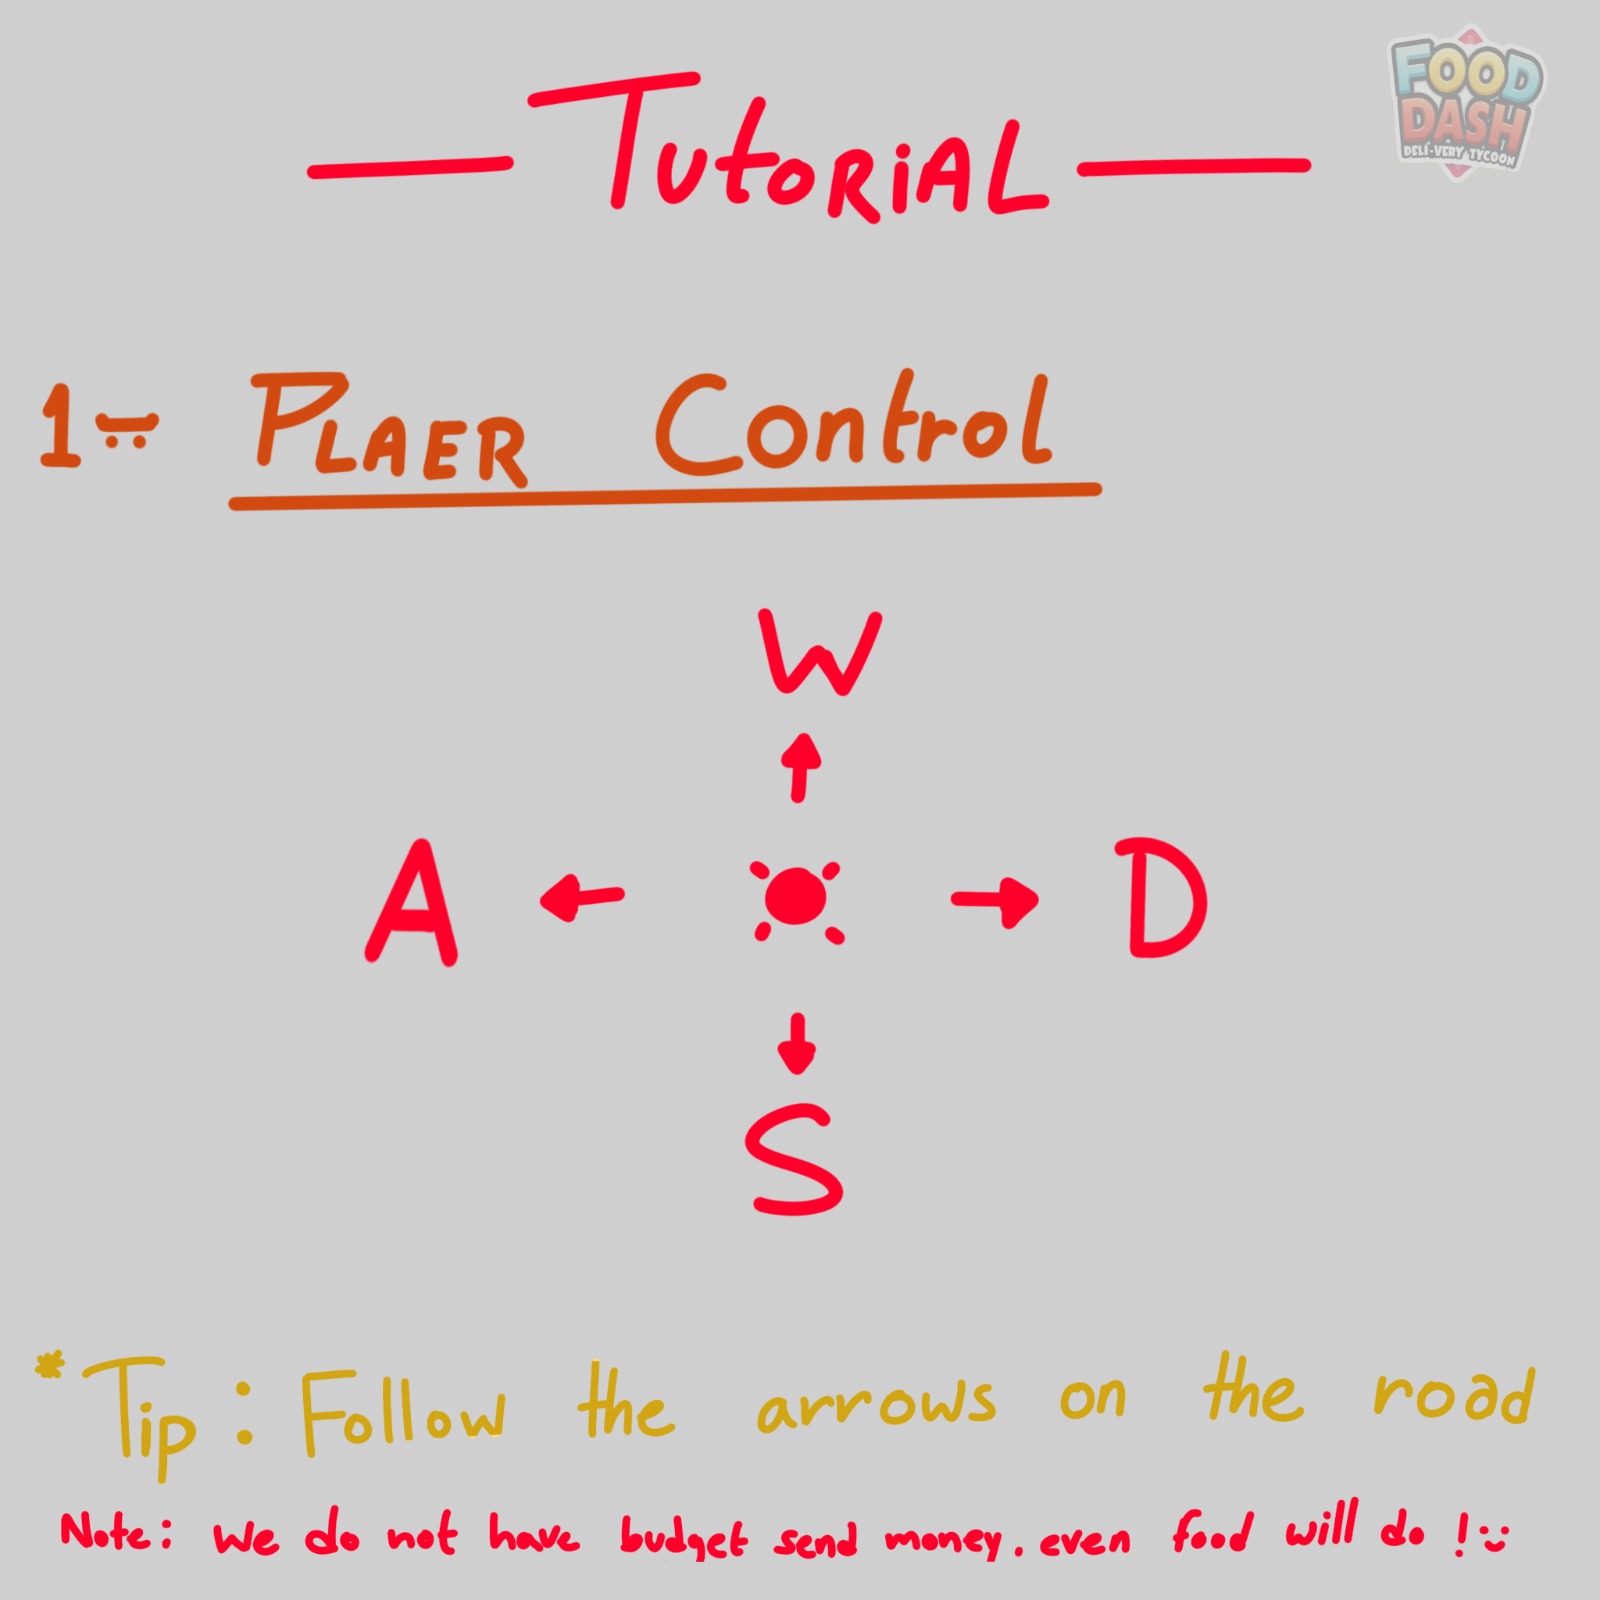 Tutorial
FOOD
DASH
DELI-VERY TYCOON
1- PLAER Control
W
A
D
S
*Tip: Follow the arrows on the road
Note: we do not have budget send money. even food will do !